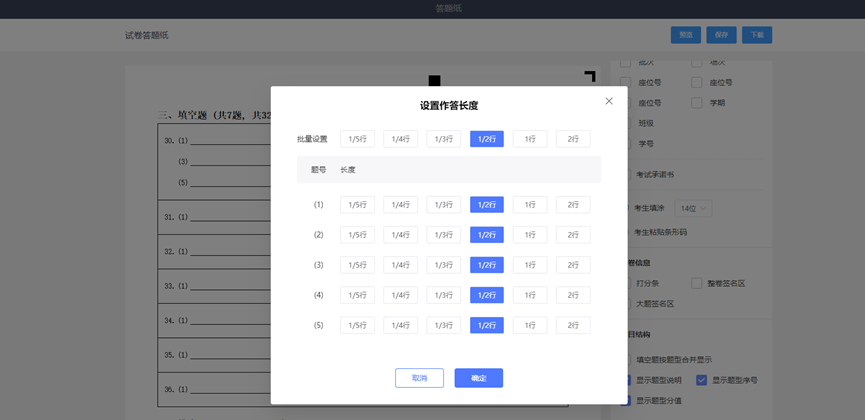 答题纸
试卷答题纸
预览 保存 下载
批次 场次
座位号 座位号
座位号 学期
班级
学号
考试承诺书
考生填涂 14位
考生粘贴条形码
卷信息
打分条 整卷签名区
大题签名区
目结构
填空题按题型合并显示
显示题型说明 显示题型序号
显示题型分值
三、填空题（共7题，共32
30.(1)
(3)
(5)
31.(1)
32.(1)
33.(1)
34.(1)
35.(1)
36.(1)
设置作答长度
批量设置 1/5行 1/4行 1/3行 1/2行 1行 2行
题号 长度
(1) 1/5行 1/4行 1/3行 1/2行 1行 2行
(2) 1/5行 1/4行 1/3行 1/2行 1行 2行
(3) 1/5行 1/4行 1/3行 1/2行 1行 2行
(4) 1/5行 1/4行 1/3行 1/2行 1行 2行
(5) 1/5行 1/4行 1/3行 1/2行 1行 2行
取消 确定